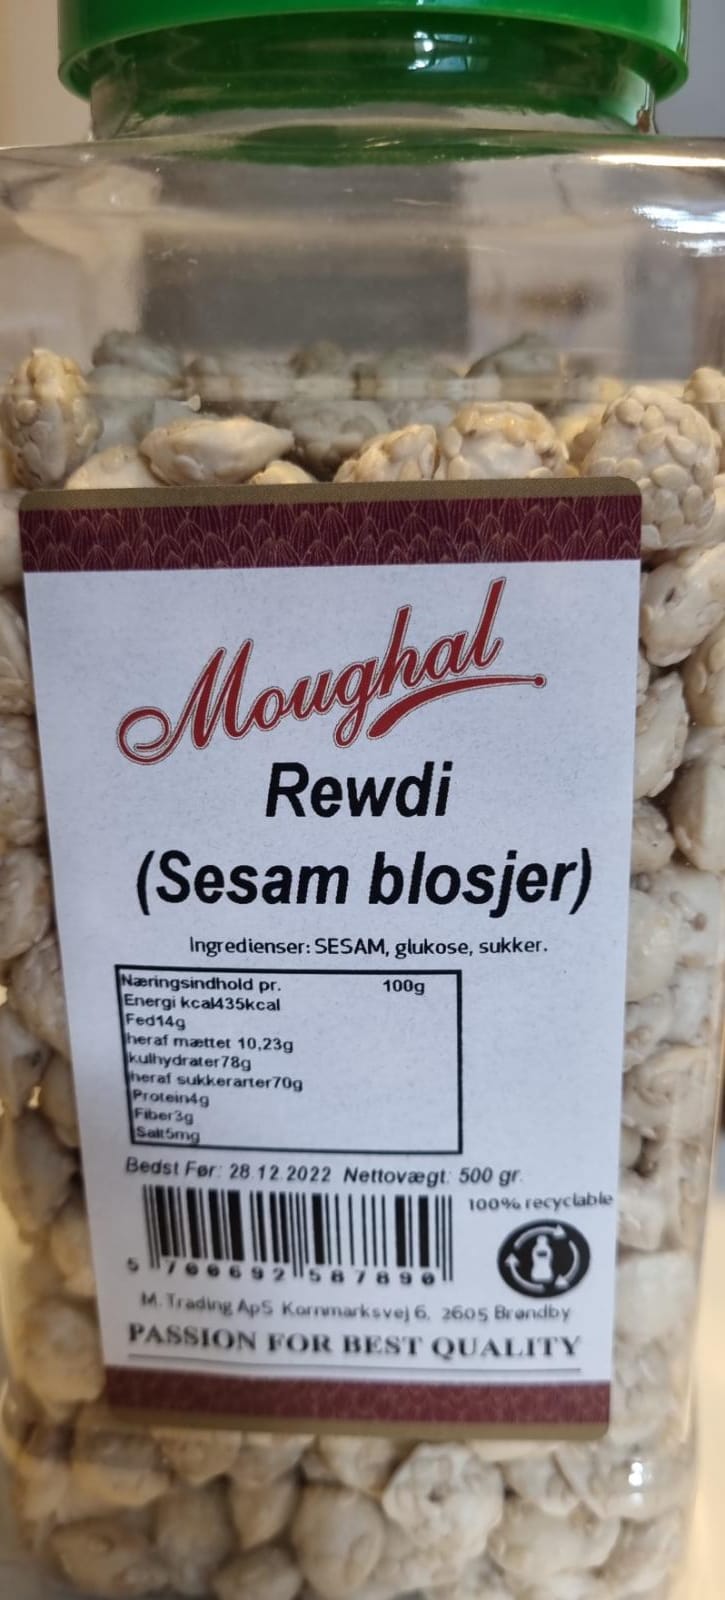 Moughal
Rewdi
(Sesam blosjer)
Ingredienser: SESAM, glukose, sukker.
Næringsindhold pr. 100g
Energi kcal435kcal
Fed14g
heraf mættet 10,23g
kulhydrater78g
heraf sukkerarter70g
Protein4g
Fiber3g
Salt5mg
Bedst Før: 28.12.2022 Nettovægt: 500 gr.
100% recyclable
5 700692 587890
M. Trading ApS Kornmarksvej 6, 2605 Brøndby
PASSION FOR BEST QUALITY